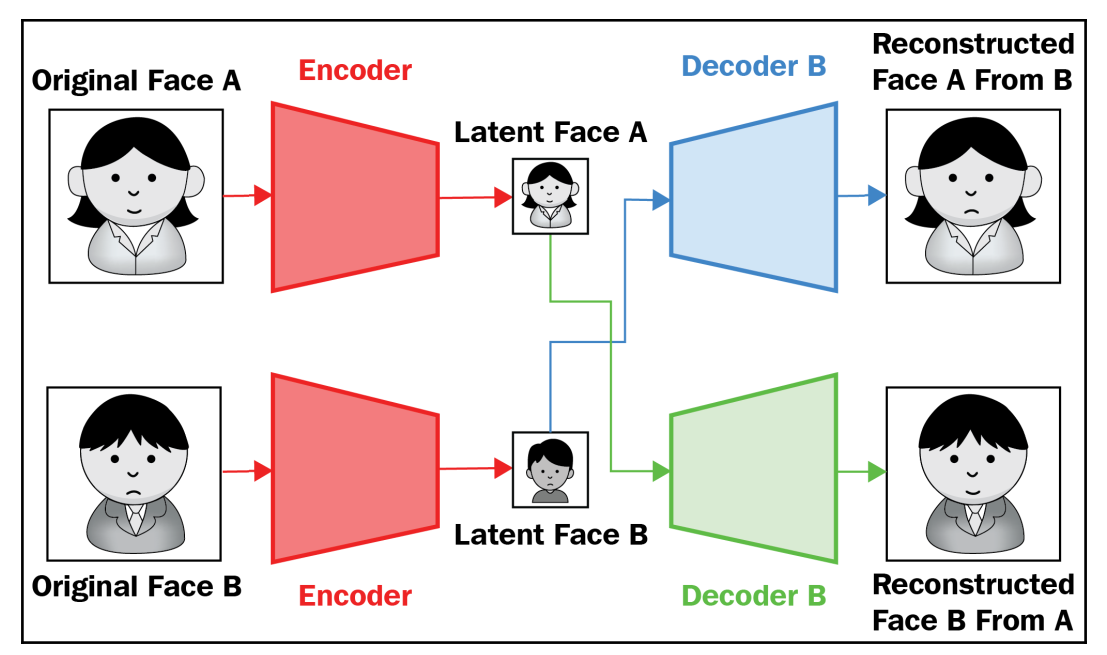 Original Face A
Encoder
Decoder B
Reconstructed
Face A From B
Latent Face A
Latent Face B
Original Face B
Encoder
Decoder B
Reconstructed
Face B From A